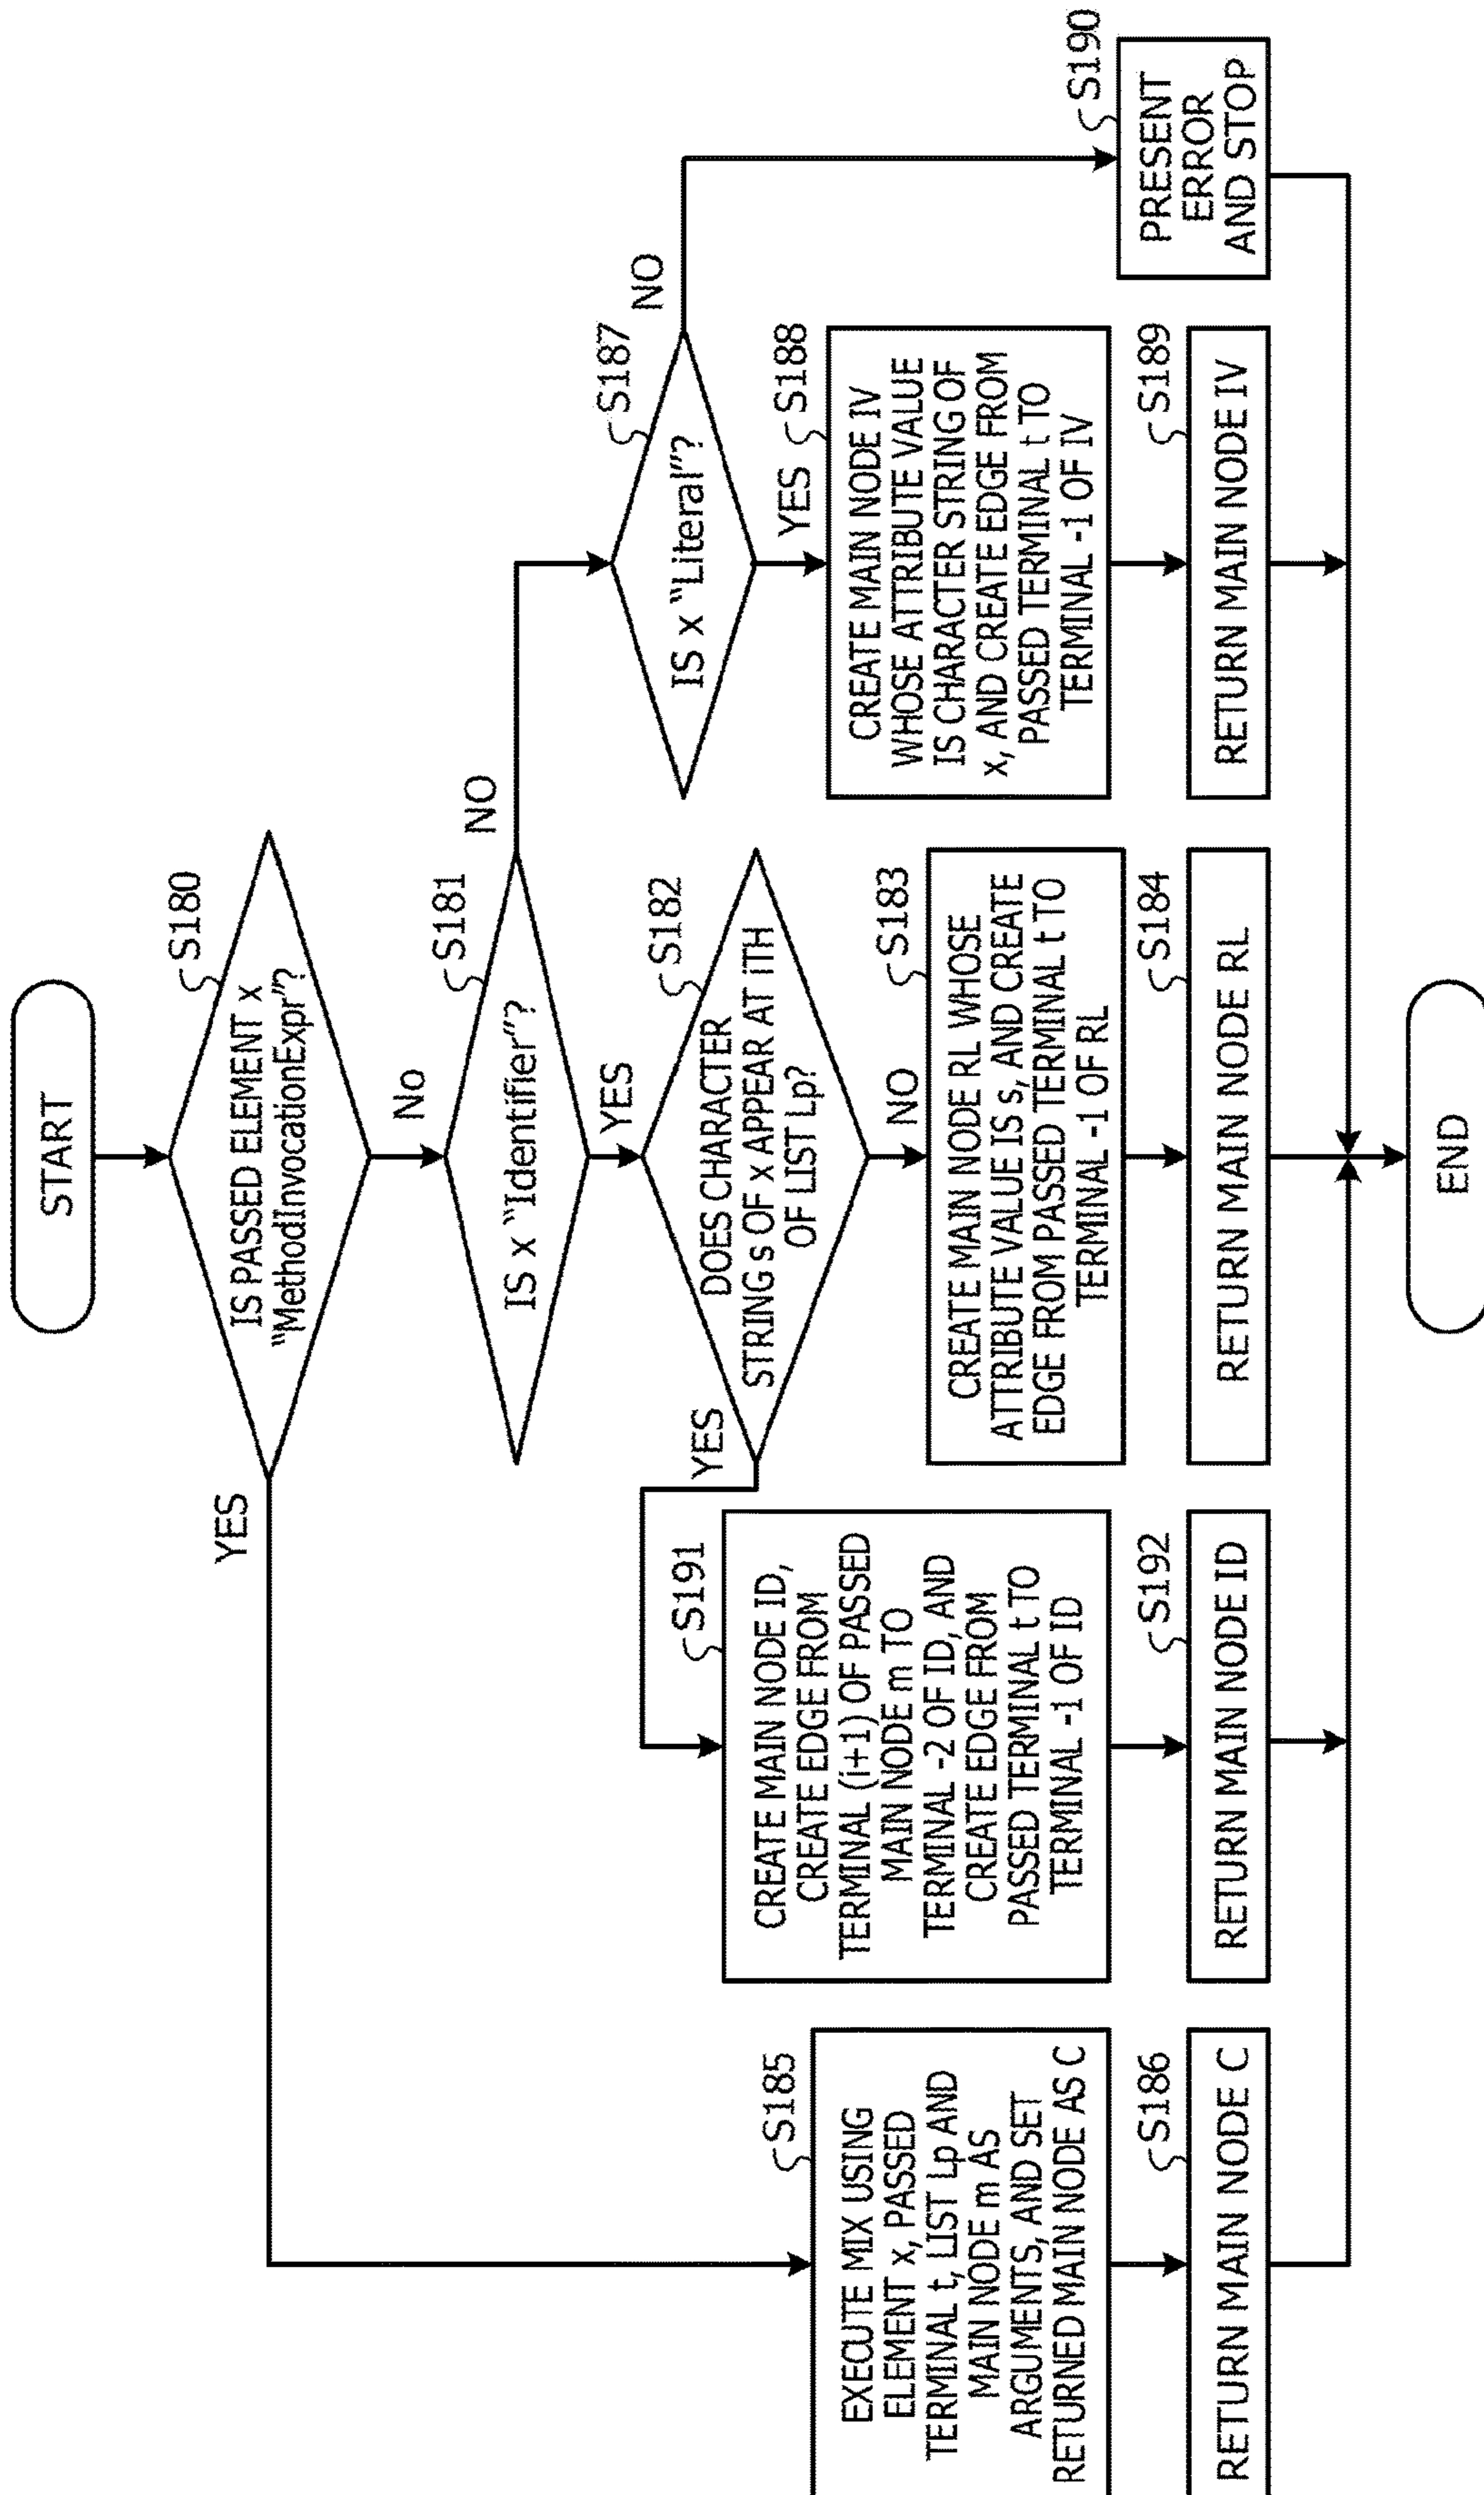 START
S180
IS PASSED ELEMENT x
"MethodInvocationExpr"?
YES
No
S181
IS x "Identifier"?
NO
YES
S182
DOES CHARACTER
STRING s OF x APPEAR AT iTH
OF LIST Lp?
YES
NO
S183
CREATE MAIN NODE RL WHOSE
ATTRIBUTE VALUE IS s, AND CREATE
EDGE FROM PASSED TERMINAL t TO
TERMINAL -1 OF RL
S184
RETURN MAIN NODE RL
S185
EXECUTE MIX USING
ELEMENT x, PASSED
TERMINAL t, LIST Lp AND
MAIN NODE m AS
ARGUMENTS, AND SET
RETURNED MAIN NODE AS C
S186
RETURN MAIN NODE C
S191
CREATE MAIN NODE ID,
CREATE EDGE FROM
TERMINAL (i+1) OF PASSED
MAIN NODE m TO
TERMINAL -2 OF ID, AND
CREATE EDGE FROM
PASSED TERMINAL t TO
TERMINAL -1 OF ID
S192
RETURN MAIN NODE ID
S187
IS x "Literal"?
NO
YES
S188
CREATE MAIN NODE IV
WHOSE ATTRIBUTE VALUE
IS CHARACTER STRING OF
x, AND CREATE EDGE FROM
PASSED TERMINAL t TO
TERMINAL -1 OF IV
S189
RETURN MAIN NODE IV
S190
PRESENT
ERROR
AND STOP
END